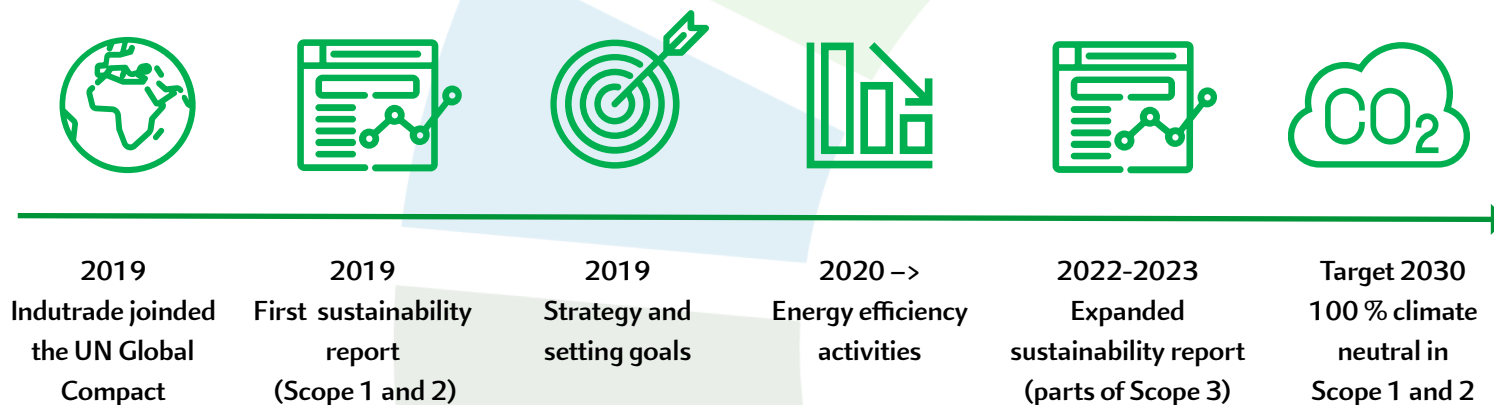 CO2
2019
Indutrade joinded
the UN Global
Compact
2019
First sustainability
report
(Scope 1 and 2)
2019
Strategy and
setting goals
2020 –>
Energy efficiency
activities
2022-2023
Expanded
sustainability report
(parts of Scope 3)
Target 2030
100 % climate
neutral in
Scope 1 and 2